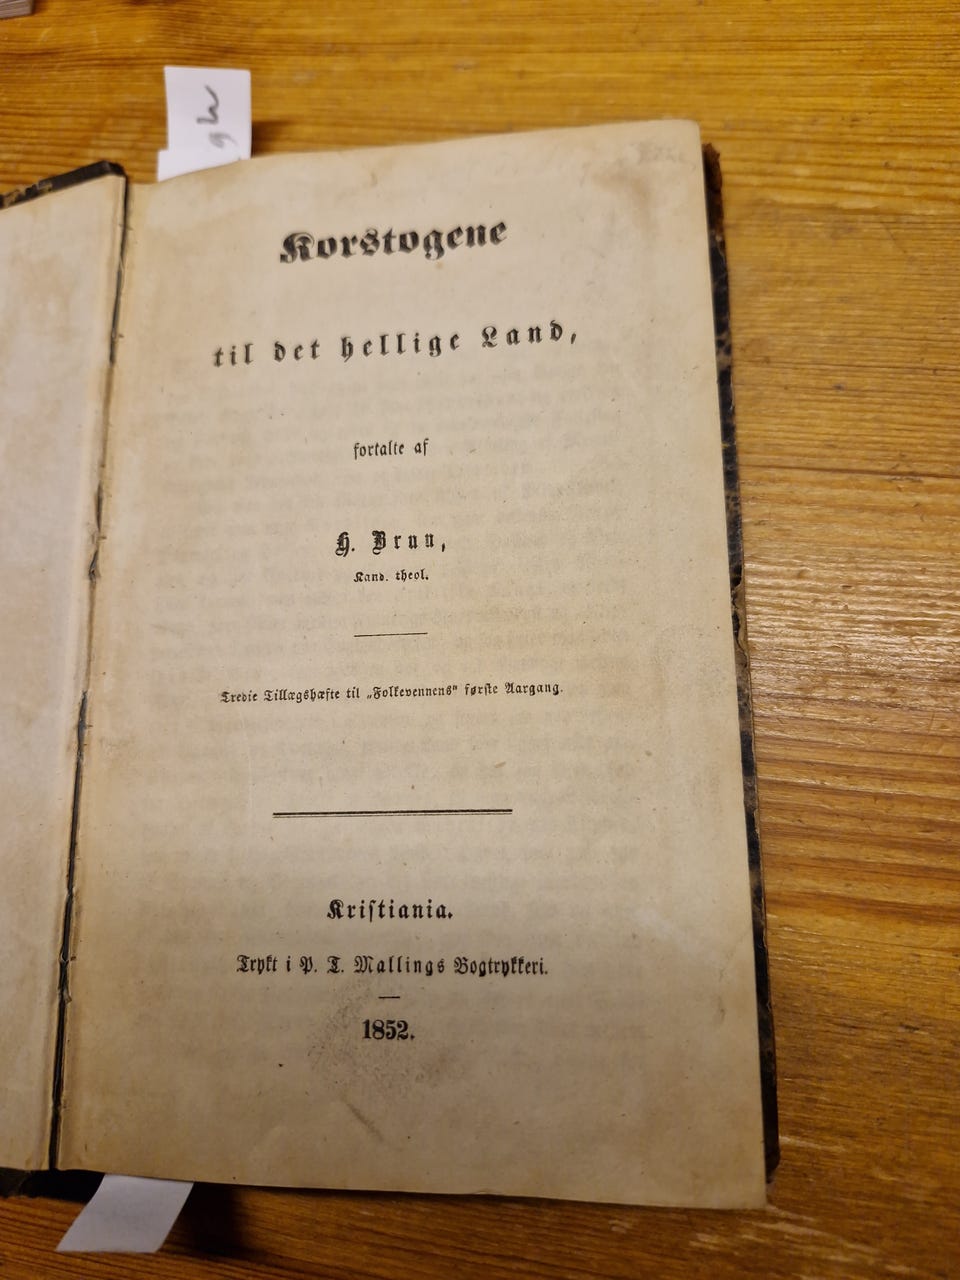 Korstogene
til det hellige Land,
fortalte af
H. Brun,
Kand. theol.
Tredie Tillægshæfte til „Folkevennens" første Aargang.
Kristiania.
Trykt i P. T. Mallings Bogtrykkeri.
1852.